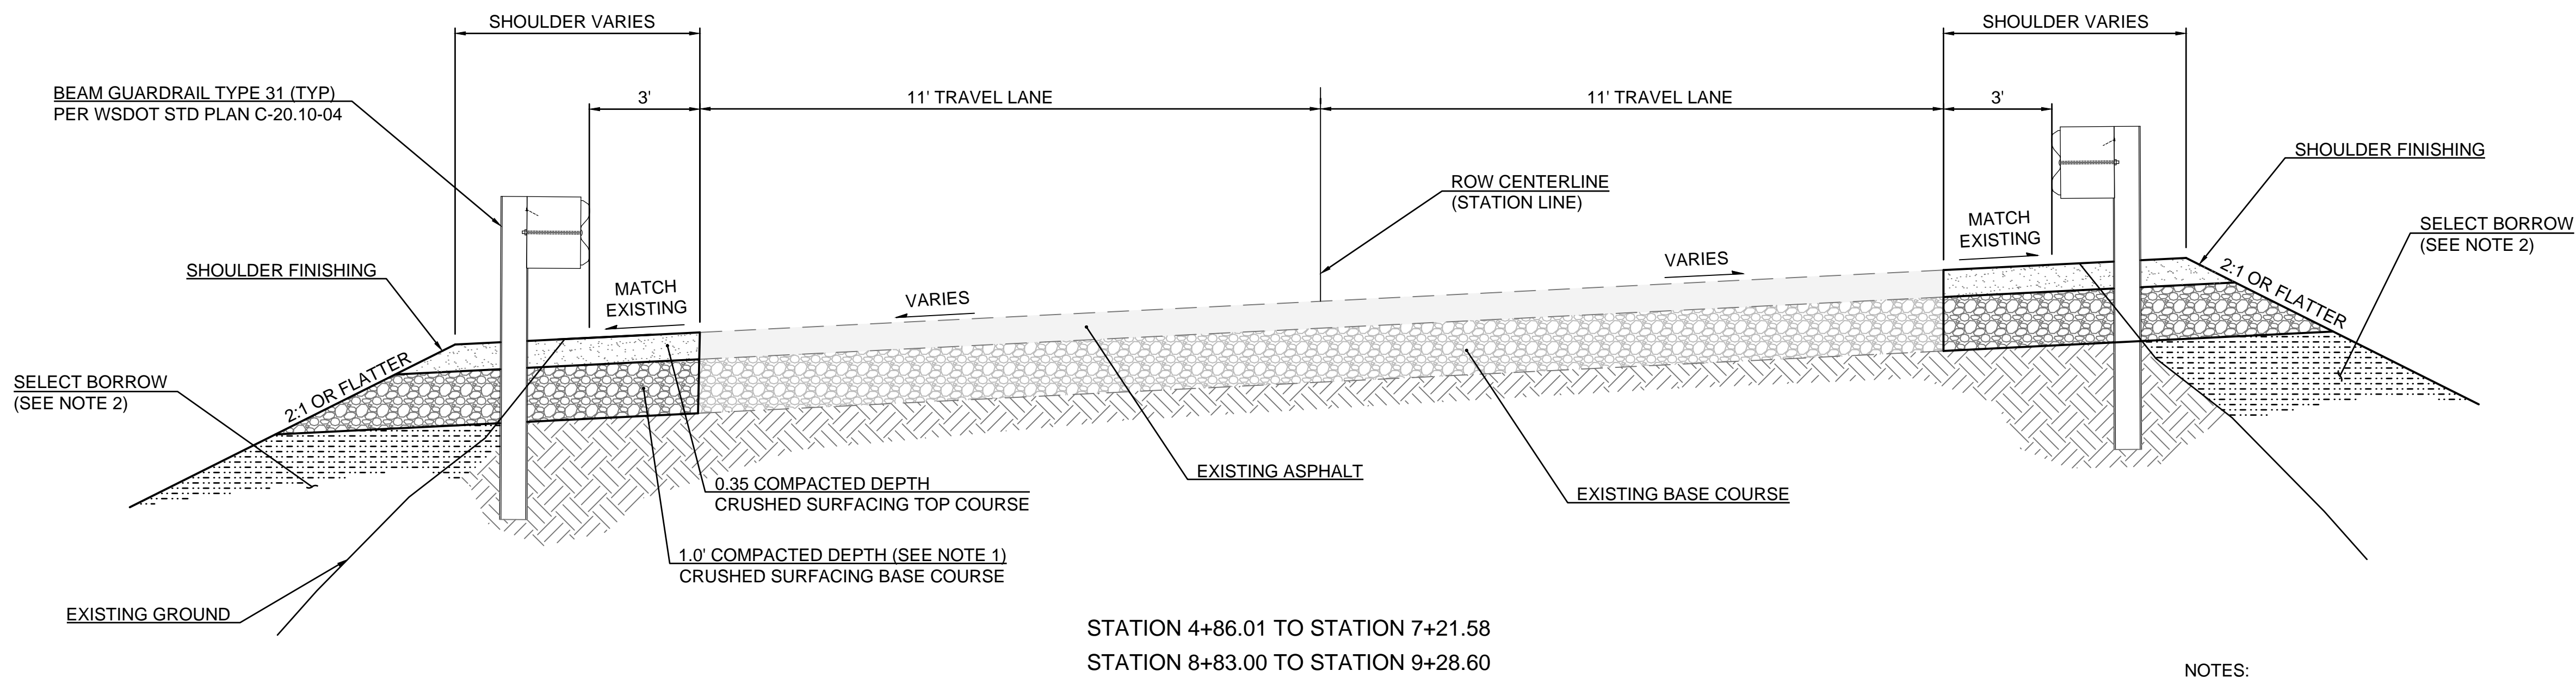 SHOULDER VARIES
SHOULDER VARIES
BEAM GUARDRAIL TYPE 31 (TYP)
PER WSDOT STD PLAN C-20.10-04
3'
11' TRAVEL LANE
11' TRAVEL LANE
3'
SHOULDER FINISHING
ROW CENTERLINE
(STATION LINE)
MATCH
EXISTING
SELECT BORROW
(SEE NOTE 2)
SHOULDER FINISHING
VARIES
2:1 OR FLATTER
MATCH
EXISTING
VARIES
2:1 OR FLATTER
SELECT BORROW
(SEE NOTE 2)
EXISTING ASPHALT
0.35 COMPACTED DEPTH
CRUSHED SURFACING TOP COURSE
EXISTING BASE COURSE
1.0' COMPACTED DEPTH (SEE NOTE 1)
CRUSHED SURFACING BASE COURSE
EXISTING GROUND
STATION 4+86.01 TO STATION 7+21.58
STATION 8+83.00 TO STATION 9+28.60
NOTES: